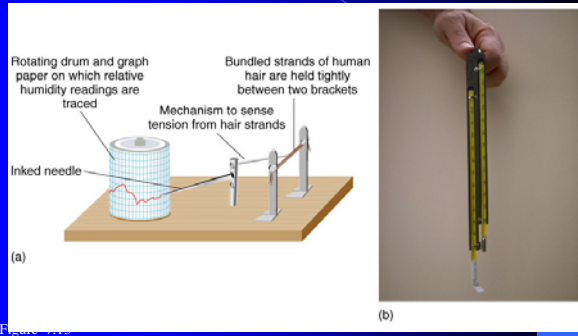 Rotating drum and graph
paper on which relative
humidity readings are
traced
Bundled strands of human
hair are held tightly
between two brackets
Mechanism to sense
tension from hair strands
Inked needle
(a)
(b)